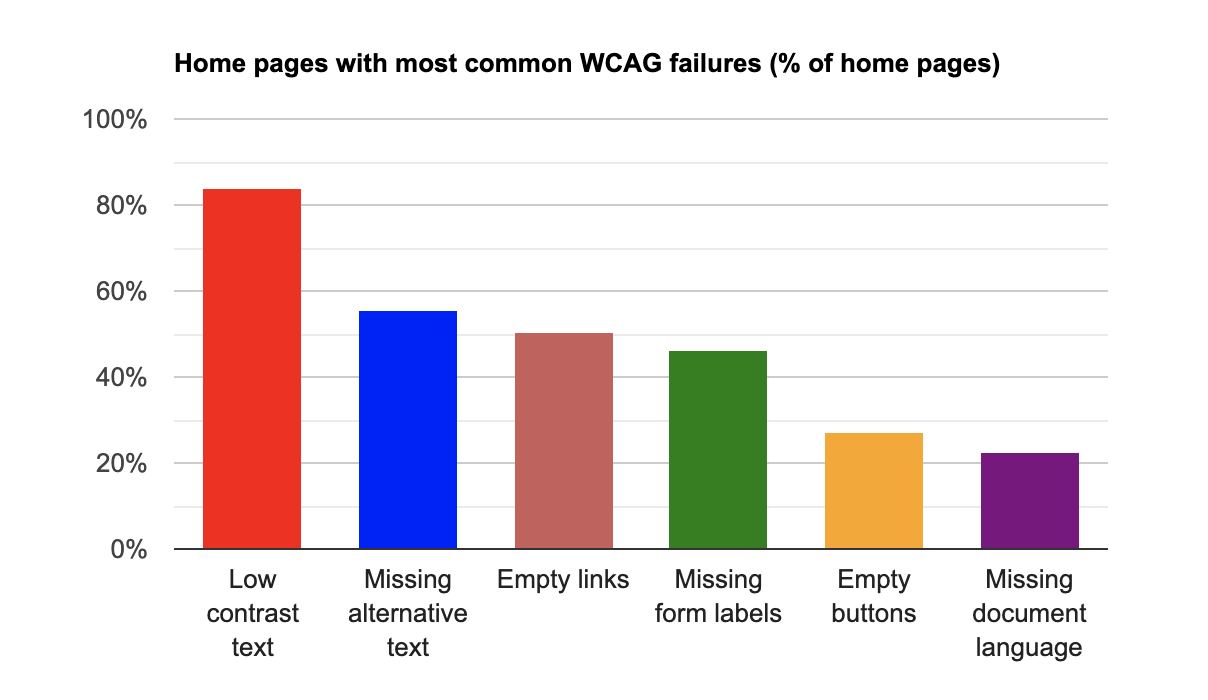 Home pages with most common WCAG failures (% of home pages)
100%
80%
60%
40%
20%
0%
Low
contrast
text
Missing
alternative
text
Empty links
Missing
form labels
Empty
buttons
Missing
document
language